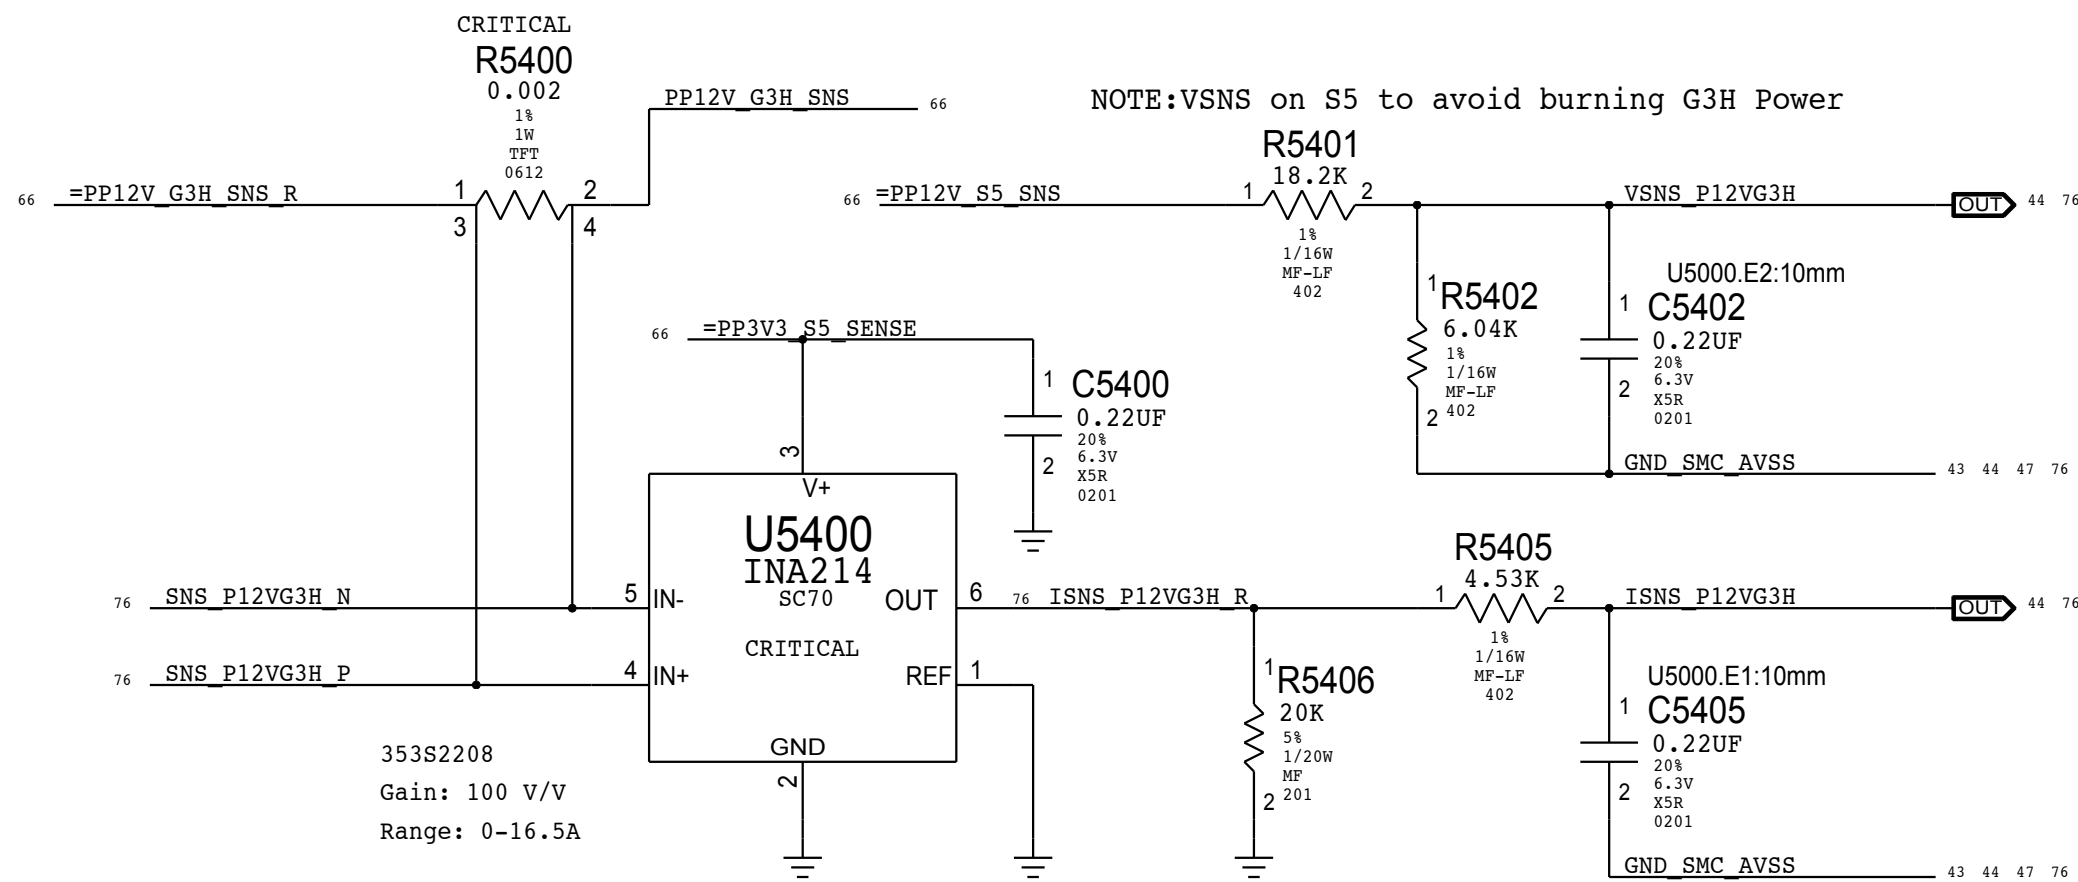 CRITICAL
R5400
0.002
1%
1W
TFT
0612
PP12V_G3H_SNS 66
66 =PP12V_G3H_SNS_R 1 2
3 4
NOTE:VSNS on S5 to avoid burning G3H Power
R5401
18.2K
66 =PP12V_S5_SNS 1 2 VSNS_P12VG3H OUT 44 76
1%
1/16W
MF-LF
402
1 R5402
6.04K
1%
1/16W
MF-LF
2 402
U5000.E2:10mm
1 C5402
0.22UF
20%
6.3V
2 X5R
0201
GND_SMC_AVSS 43 44 47 76
66 =PP3V3_S5_SENSE
1 C5400
0.22UF
20%
6.3V
2 X5R
0201
3
V+
U5400
INA214
SC70
CRITICAL
76 SNS_P12VG3H_N 5 IN- OUT 6
76 SNS_P12VG3H_P 4 IN+ REF 1
GND
2
353S2208
Gain: 100 V/V
Range: 0-16.5A
R5405
4.53K
76 ISNS_P12VG3H_R 1 2 ISNS_P12VG3H OUT 44 76
1%
1/16W
MF-LF
402
1 R5406
20K
5%
1/20W
MF
2 201
U5000.E1:10mm
1 C5405
0.22UF
20%
6.3V
2 X5R
0201
GND_SMC_AVSS 43 44 47 76